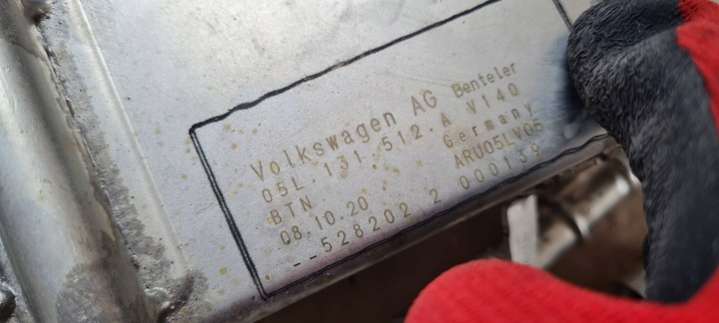 Volkswagen AG Benteler
05L.131.512.A V140
BTN Germany
08.10.20 ARU05LV05
--528202 2 000139